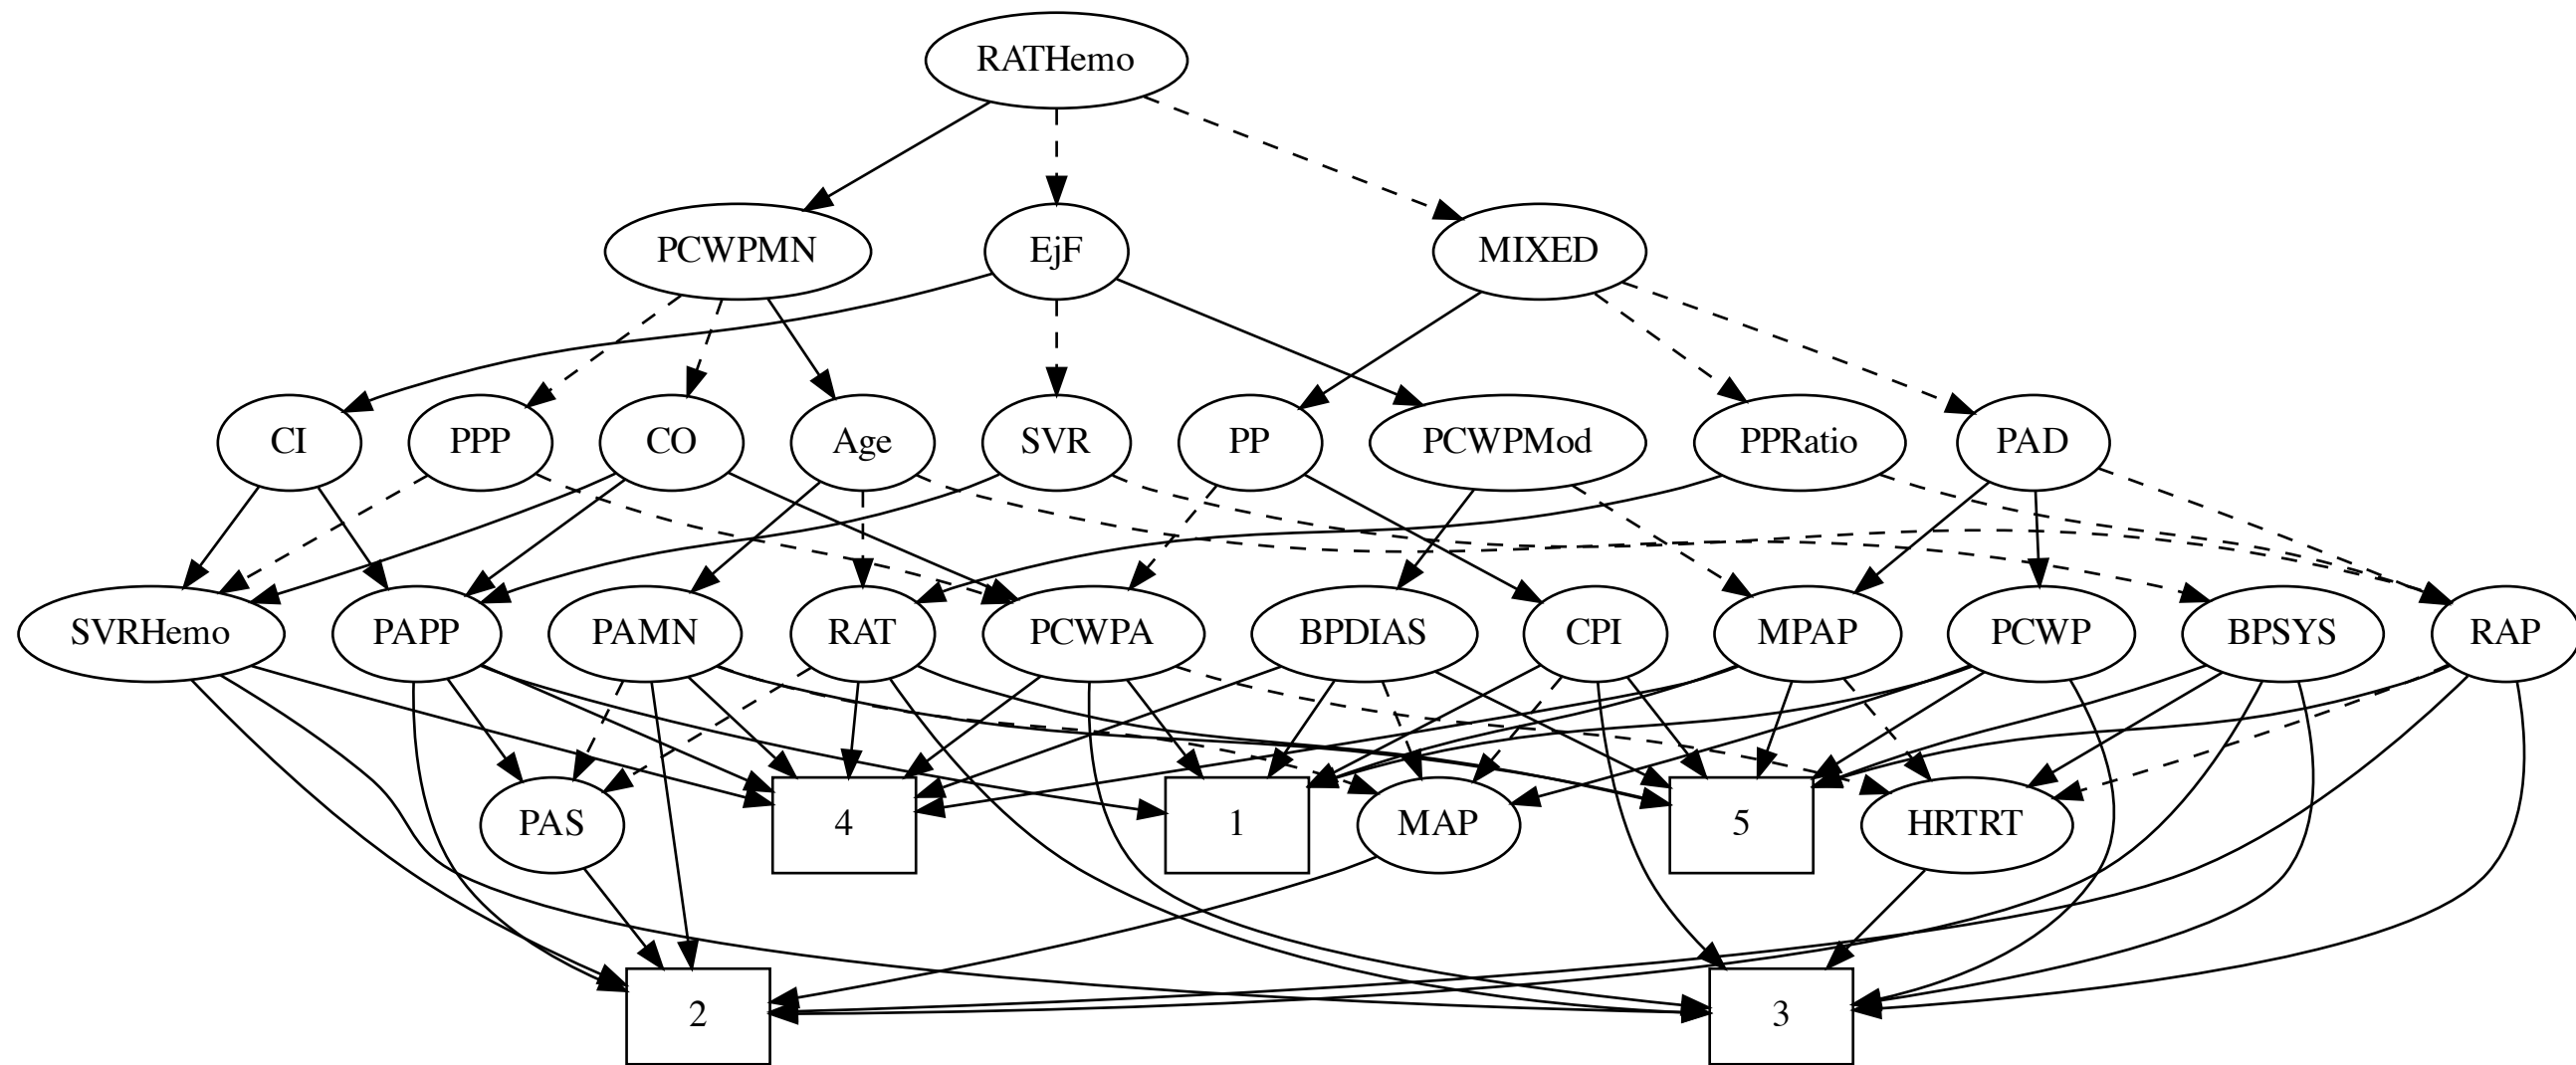 RATHemo
PCWPMN
EjF
MIXED
CI
PPP
CO
Age
SVR
PP
PCWPMod
PPRatio
PAD
SVRHemo
PAPP
PAMN
RAT
PCWPA
BPDIAS
CPI
MPAP
PCWP
BPSYS
RAP
PAS
4
1
MAP
5
HRTRT
2
3